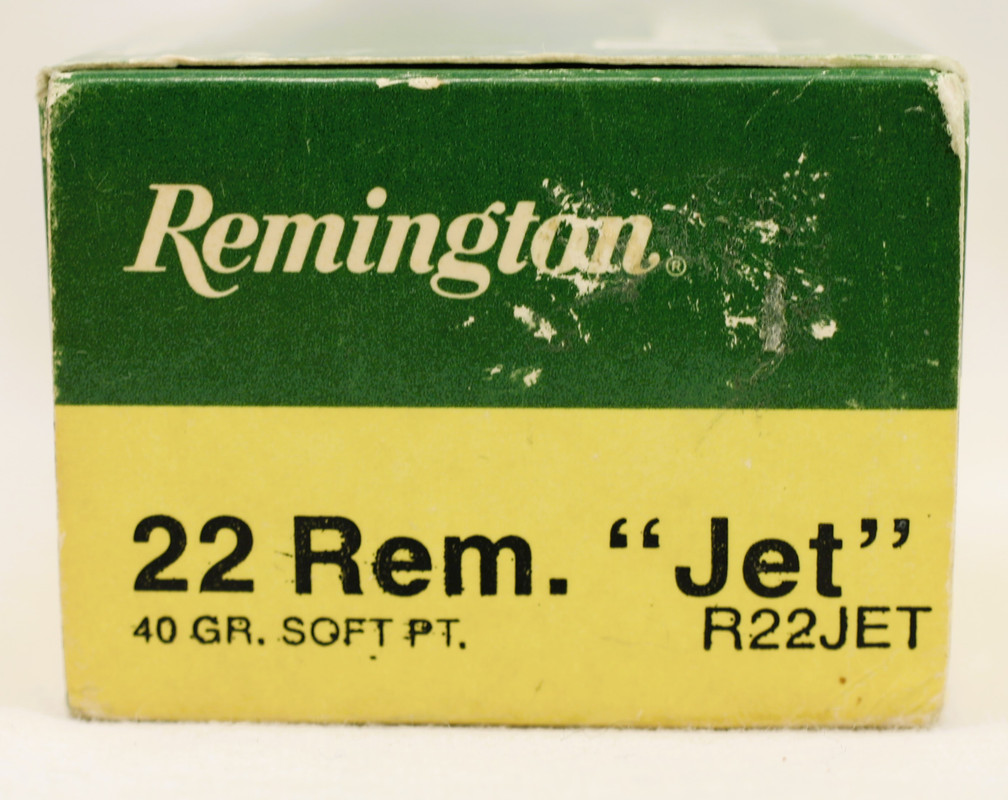 Remington®
22 Rem. “Jet”
40 GR. SOFT PT. R22JET